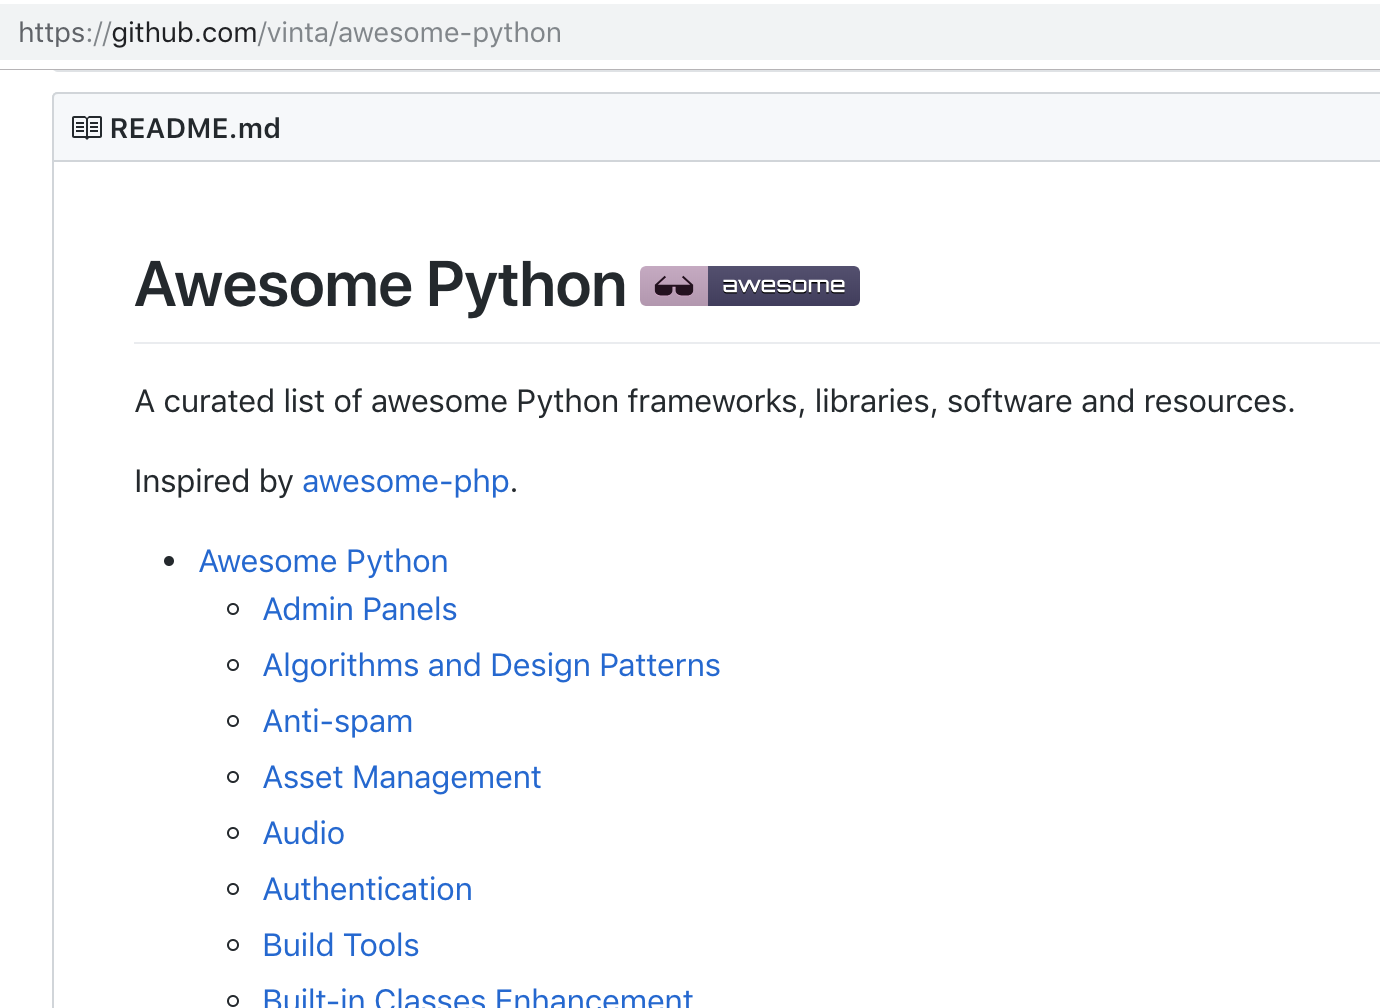 https://github.com/vinta/awesome-python
README.md
Awesome Python awesome
A curated list of awesome Python frameworks, libraries, software and resources.
Inspired by awesome-php.
Awesome Python
Admin Panels
Algorithms and Design Patterns
Anti-spam
Asset Management
Audio
Authentication
Build Tools
Built-in Classes Enhancement